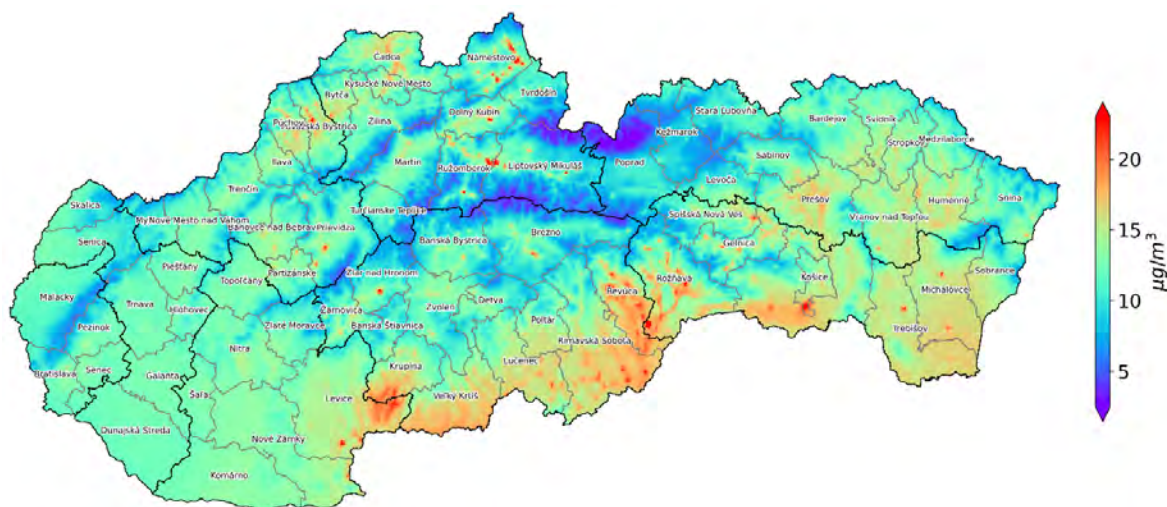 Čadca
Námestovo
Kysucké Nové Mesto
Tvrdošín
Bytča
Dolný Kubín
Stará Ľubovňa
Púchov
Považská Bystrica
Žilina
Kežmarok
Bardejov
Svidník
Stropkov
Medzilaborce
Ilava
Martin
Ružomberok
Liptovský Mikuláš
Poprad
Sabinov
Levoča
Trenčín
Turčianske Teplice
Prešov
Humenné
Snina
Skalica
Nové Mesto nad Váhom
Bánovce nad Bebrav
Prievidza
Spišská Nová Ves
Vranov nad Topľou
Senica
Banská Bystrica
Brezno
Gelnica
Piešťany
Topoľčany
Partizánske
Žiar nad Hronom
Rožňava
Košice
Sobrance
Malacky
Trnava
Hlohovec
Žarnovica
Zvolen
Detva
Revúca
Michalovce
Pezinok
Zlaté Moravce
Banská Štiavnica
Poltár
Rimavská Sobota
Trebišov
Nitra
Lučenec
Bratislava
Senec
Galanta
Krupina
Šaľa
Levice
Veľký Krtíš
Dunajská Streda
Nové Zámky
Komárno
20
15
10
5
µg/m³